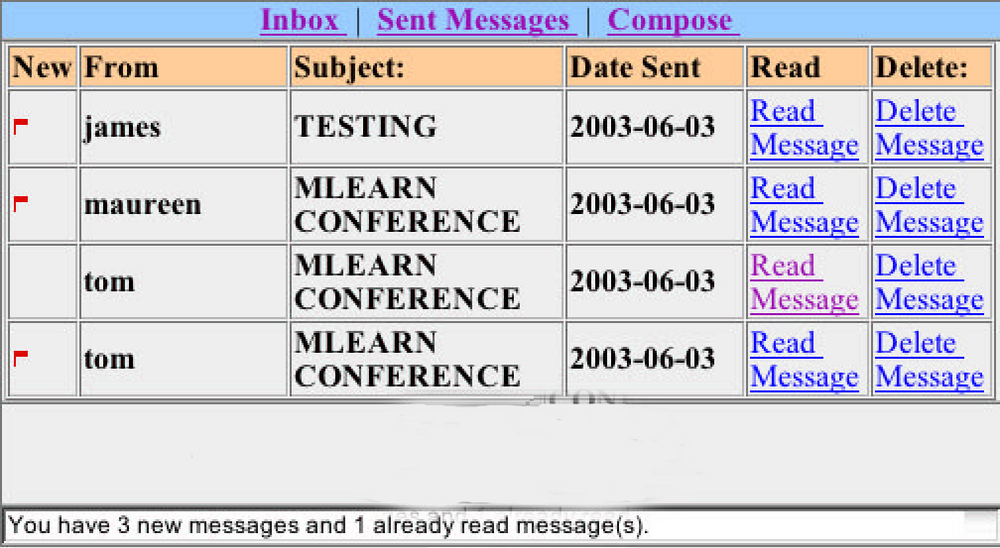 Inbox | Sent Messages | Compose
New From Subject: Date Sent Read Delete:
james TESTING 2003-06-03 Read Message Delete Message
maureen MLEARN CONFERENCE 2003-06-03 Read Message Delete Message
tom MLEARN CONFERENCE 2003-06-03 Read Message Delete Message
tom MLEARN CONFERENCE 2003-06-03 Read Message Delete Message
You have 3 new messages and 1 already read message(s).